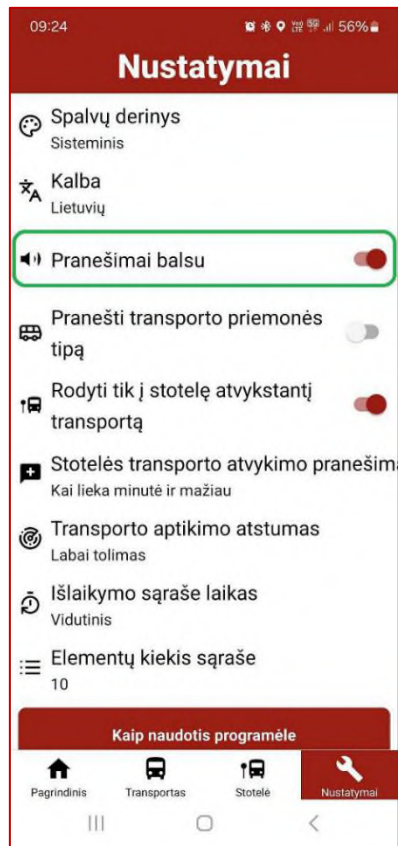 09:24 56%
Nustatymai
Spalvų derinys
Sisteminis
Kalba
Lietuvių
Pranešimai balsu
Pranešti transporto priemonės
tipą
Rodyti tik į stotelę atvykstantį
transportą
Stotelės transporto atvykimo pranešima
Kai lieka minutė ir mažiau
Transporto aptikimo atstumas
Labai tolimas
Išlaikymo sąraše laikas
Vidutinis
Elementų kiekis sąraše
10
Kaip naudotis programėle
Pagrindinis Transportas Stotelė Nustatymai